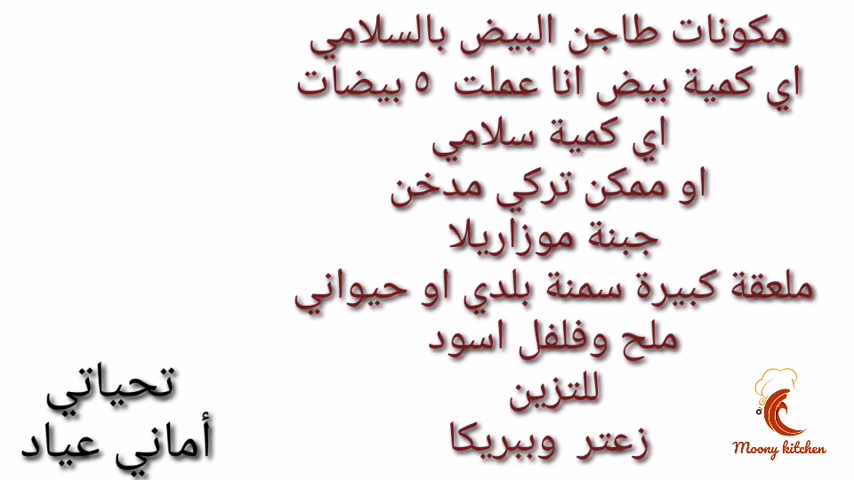 مكونات طاجن البيض بالسلامي
اي كمية بيض انا عملت ٥ بيضات
اي كمية سلامي
او ممكن تركي مدخن
جبنة موزاريلا
ملعقة كبيرة سمنة بلدي او حيواني
ملح وفلفل اسود
للتزين
زعتر وببريكا
تحياتي
أماني عياد
Moony kitchen